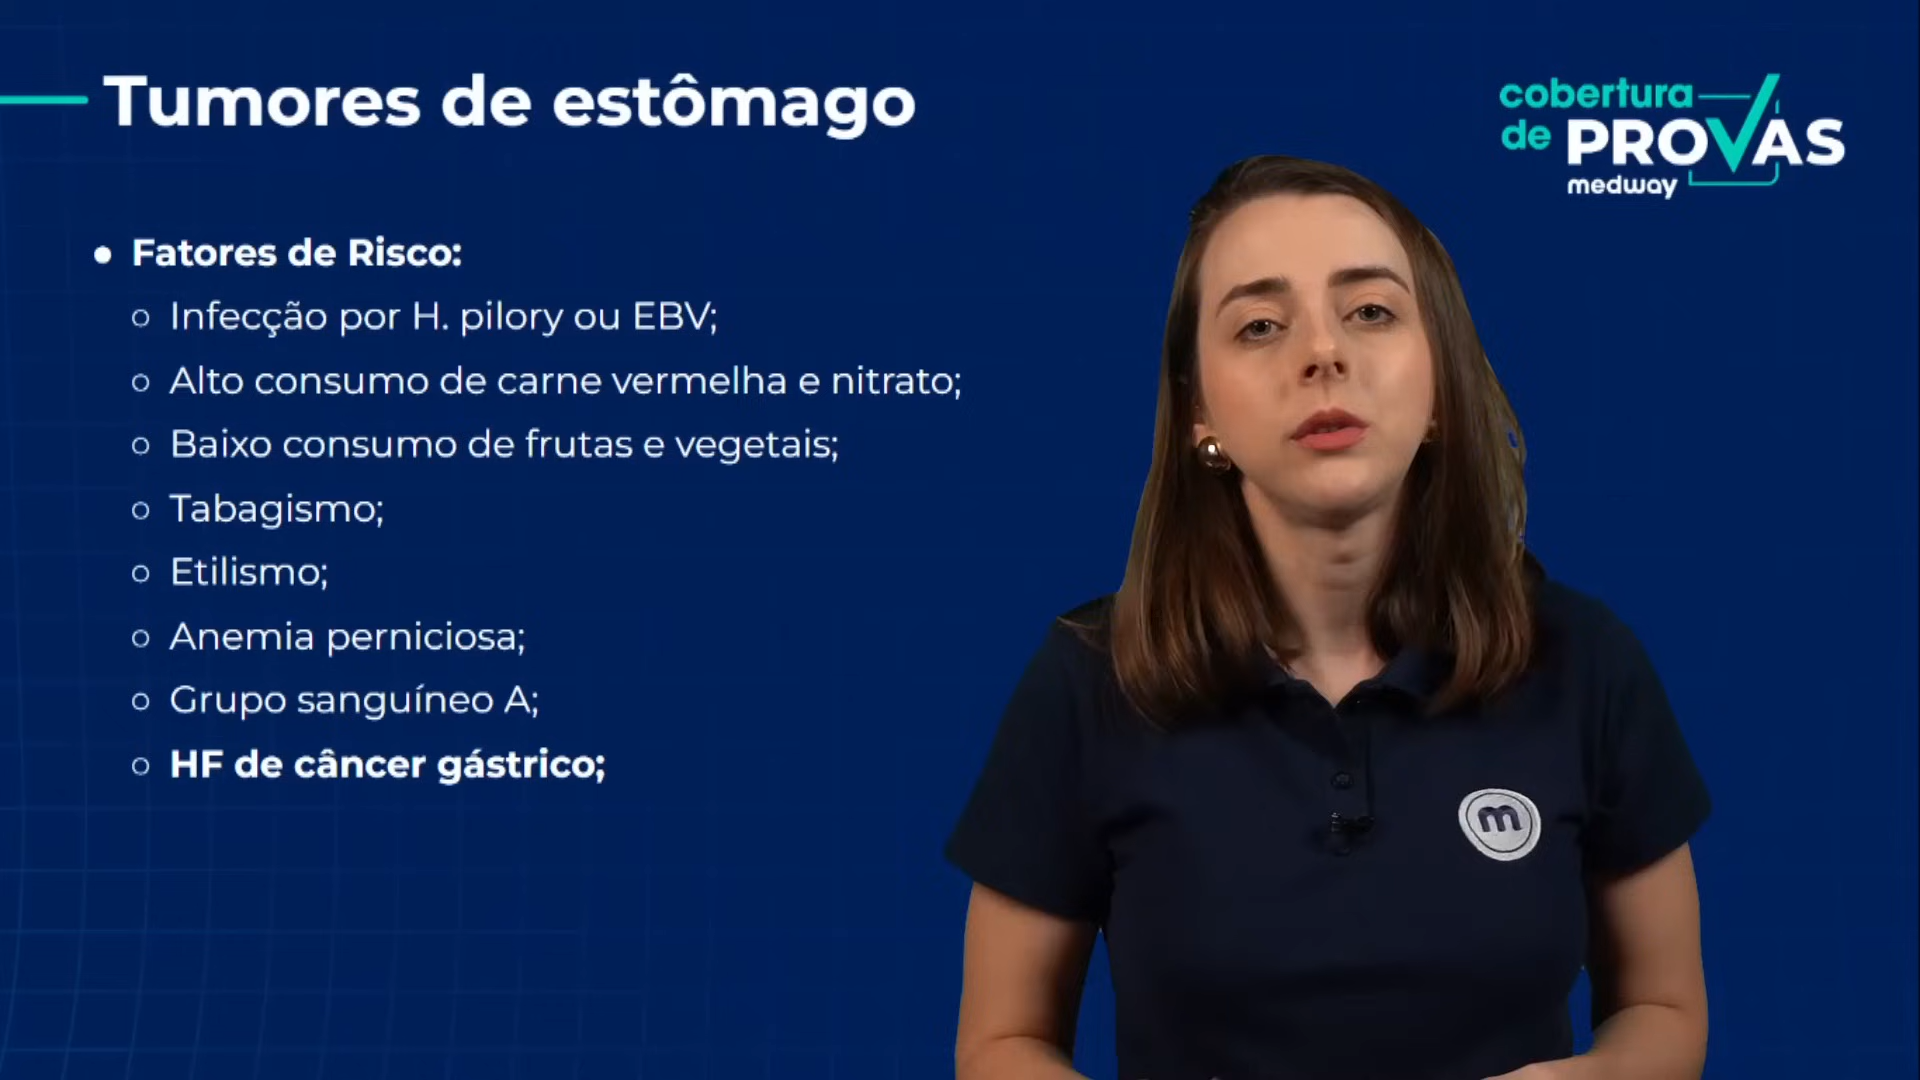 Tumores de estômago
cobertura
de PROVAS
medway
Fatores de Risco:
Infecção por H. pilory ou EBV;
Alto consumo de carne vermelha e nitrato;
Baixo consumo de frutas e vegetais;
Tabagismo;
Etilismo;
Anemia perniciosa;
Grupo sanguíneo A;
HF de câncer gástrico;
m